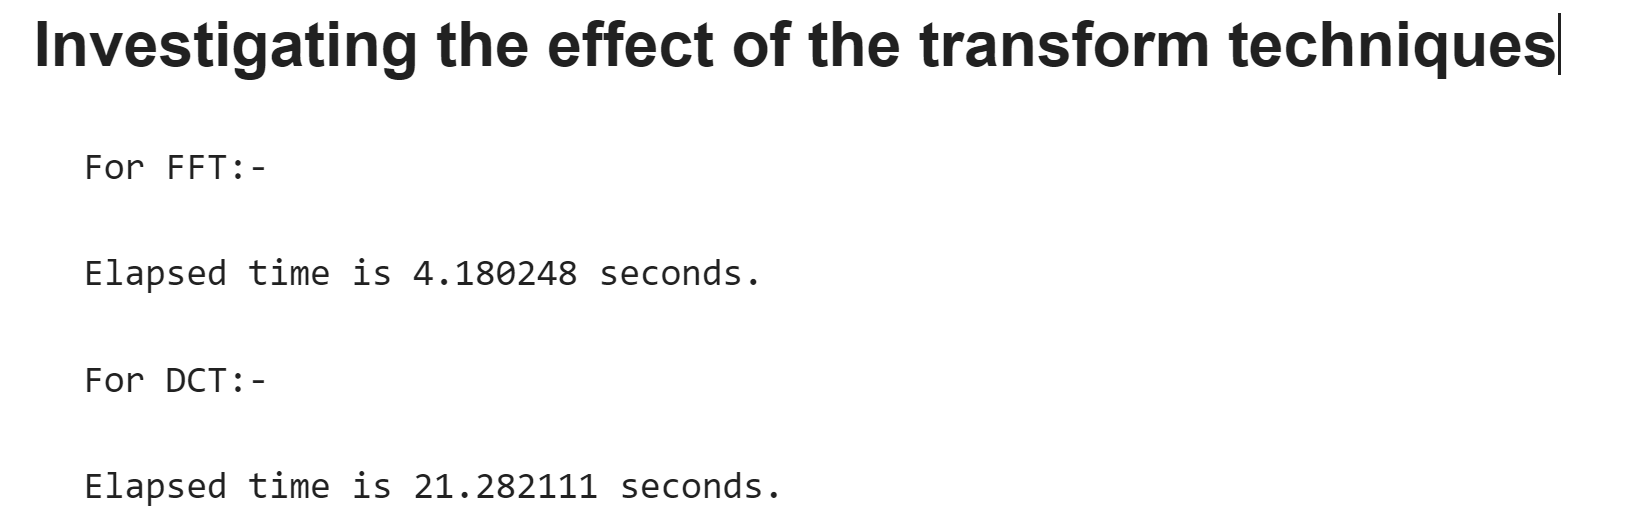 Investigating the effect of the transform techniques
For FFT:-
Elapsed time is 4.180248 seconds.
For DCT:-
Elapsed time is 21.282111 seconds.